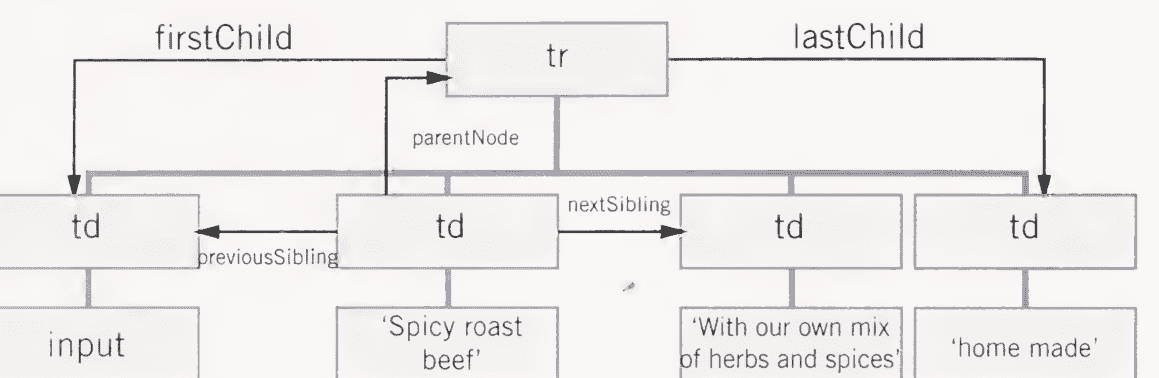 firstChild
tr
lastChild
parentNode
td
previousSibling
td
nextSibling
td
td
input
‘Spicy roast
beef’
‘With our own mix
of herbs and spices’
‘home made’